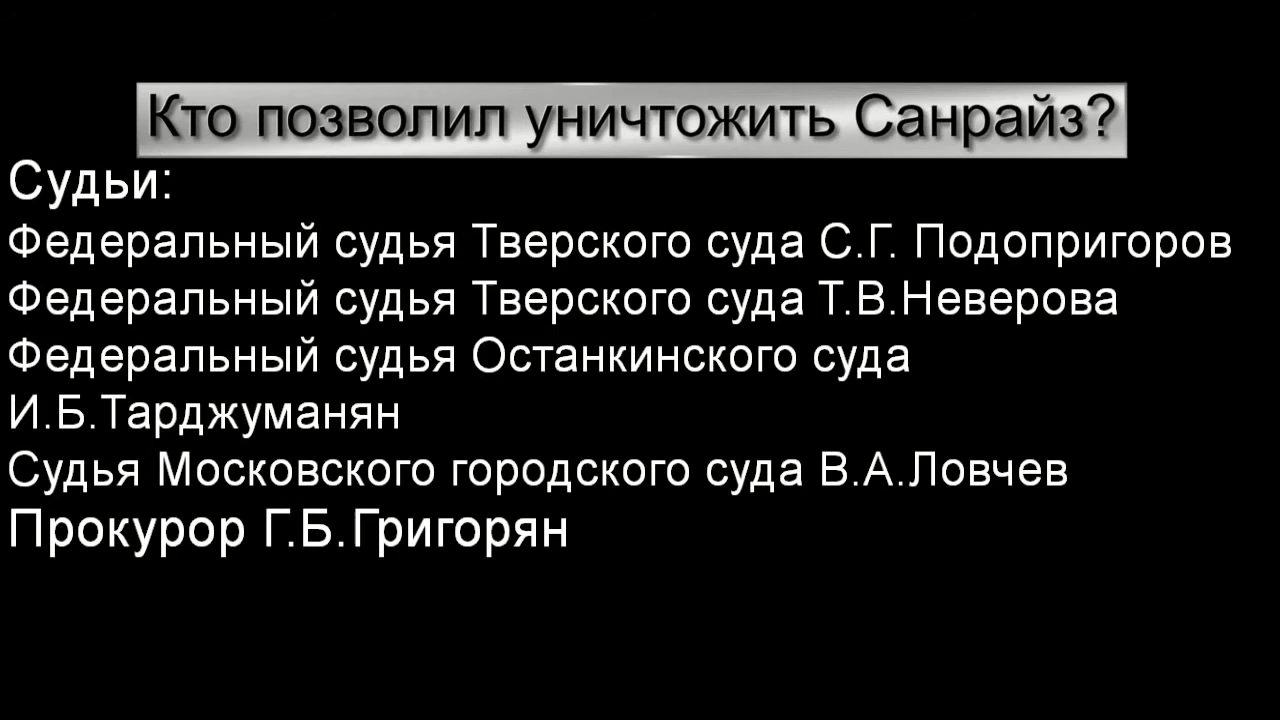 Кто позволил уничтожить Санрайз?
Судьи:
Федеральный судья Тверского суда С.Г. Подопригоров
Федеральный судья Тверского суда Т.В.Неверова
Федеральный судья Останкинского суда
И.Б.Тарджуманян
Судья Московского городского суда В.А.Ловчев
Прокурор Г.Б.Григорян